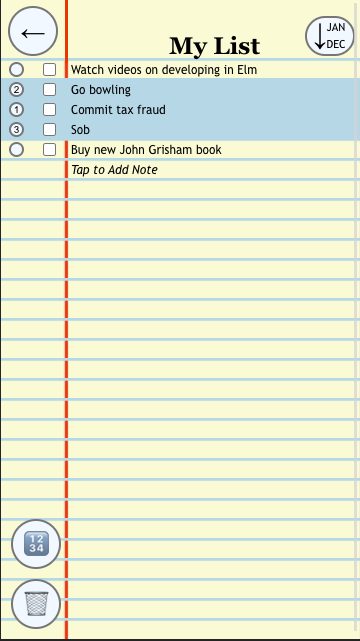 ←
My List
↓ JAN
DEC
Watch videos on developing in Elm
2 Go bowling
1 Commit tax fraud
3 Sob
Buy new John Grisham book
Tap to Add Note
12
34